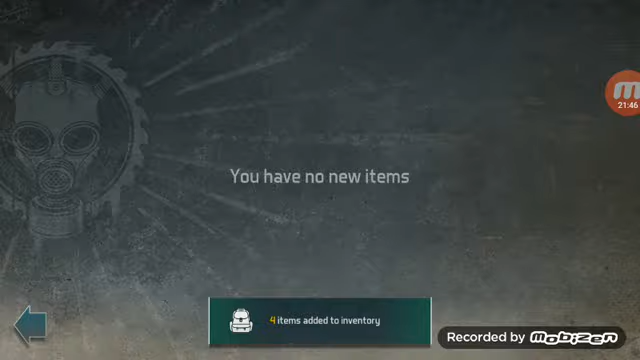 21:46
You have no new items
4 items added to inventory
Recorded by mobizen